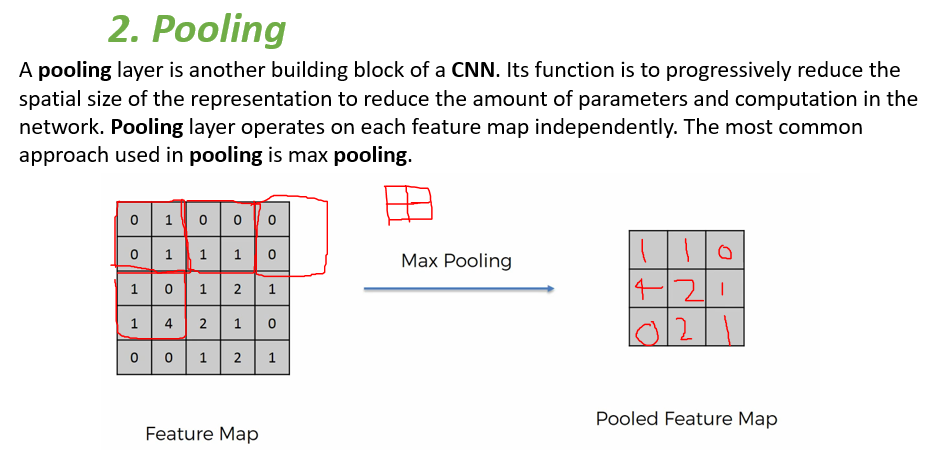 2. Pooling
A pooling layer is another building block of a CNN. Its function is to progressively reduce the
spatial size of the representation to reduce the amount of parameters and computation in the
network. Pooling layer operates on each feature map independently. The most common
approach used in pooling is max pooling.
0 1 0 0 0
0 1 1 1 0
1 0 1 2 1
1 4 2 1 0
0 0 1 2 1
Feature Map
Max Pooling
1 1 0
4 2 1
0 2 1
Pooled Feature Map